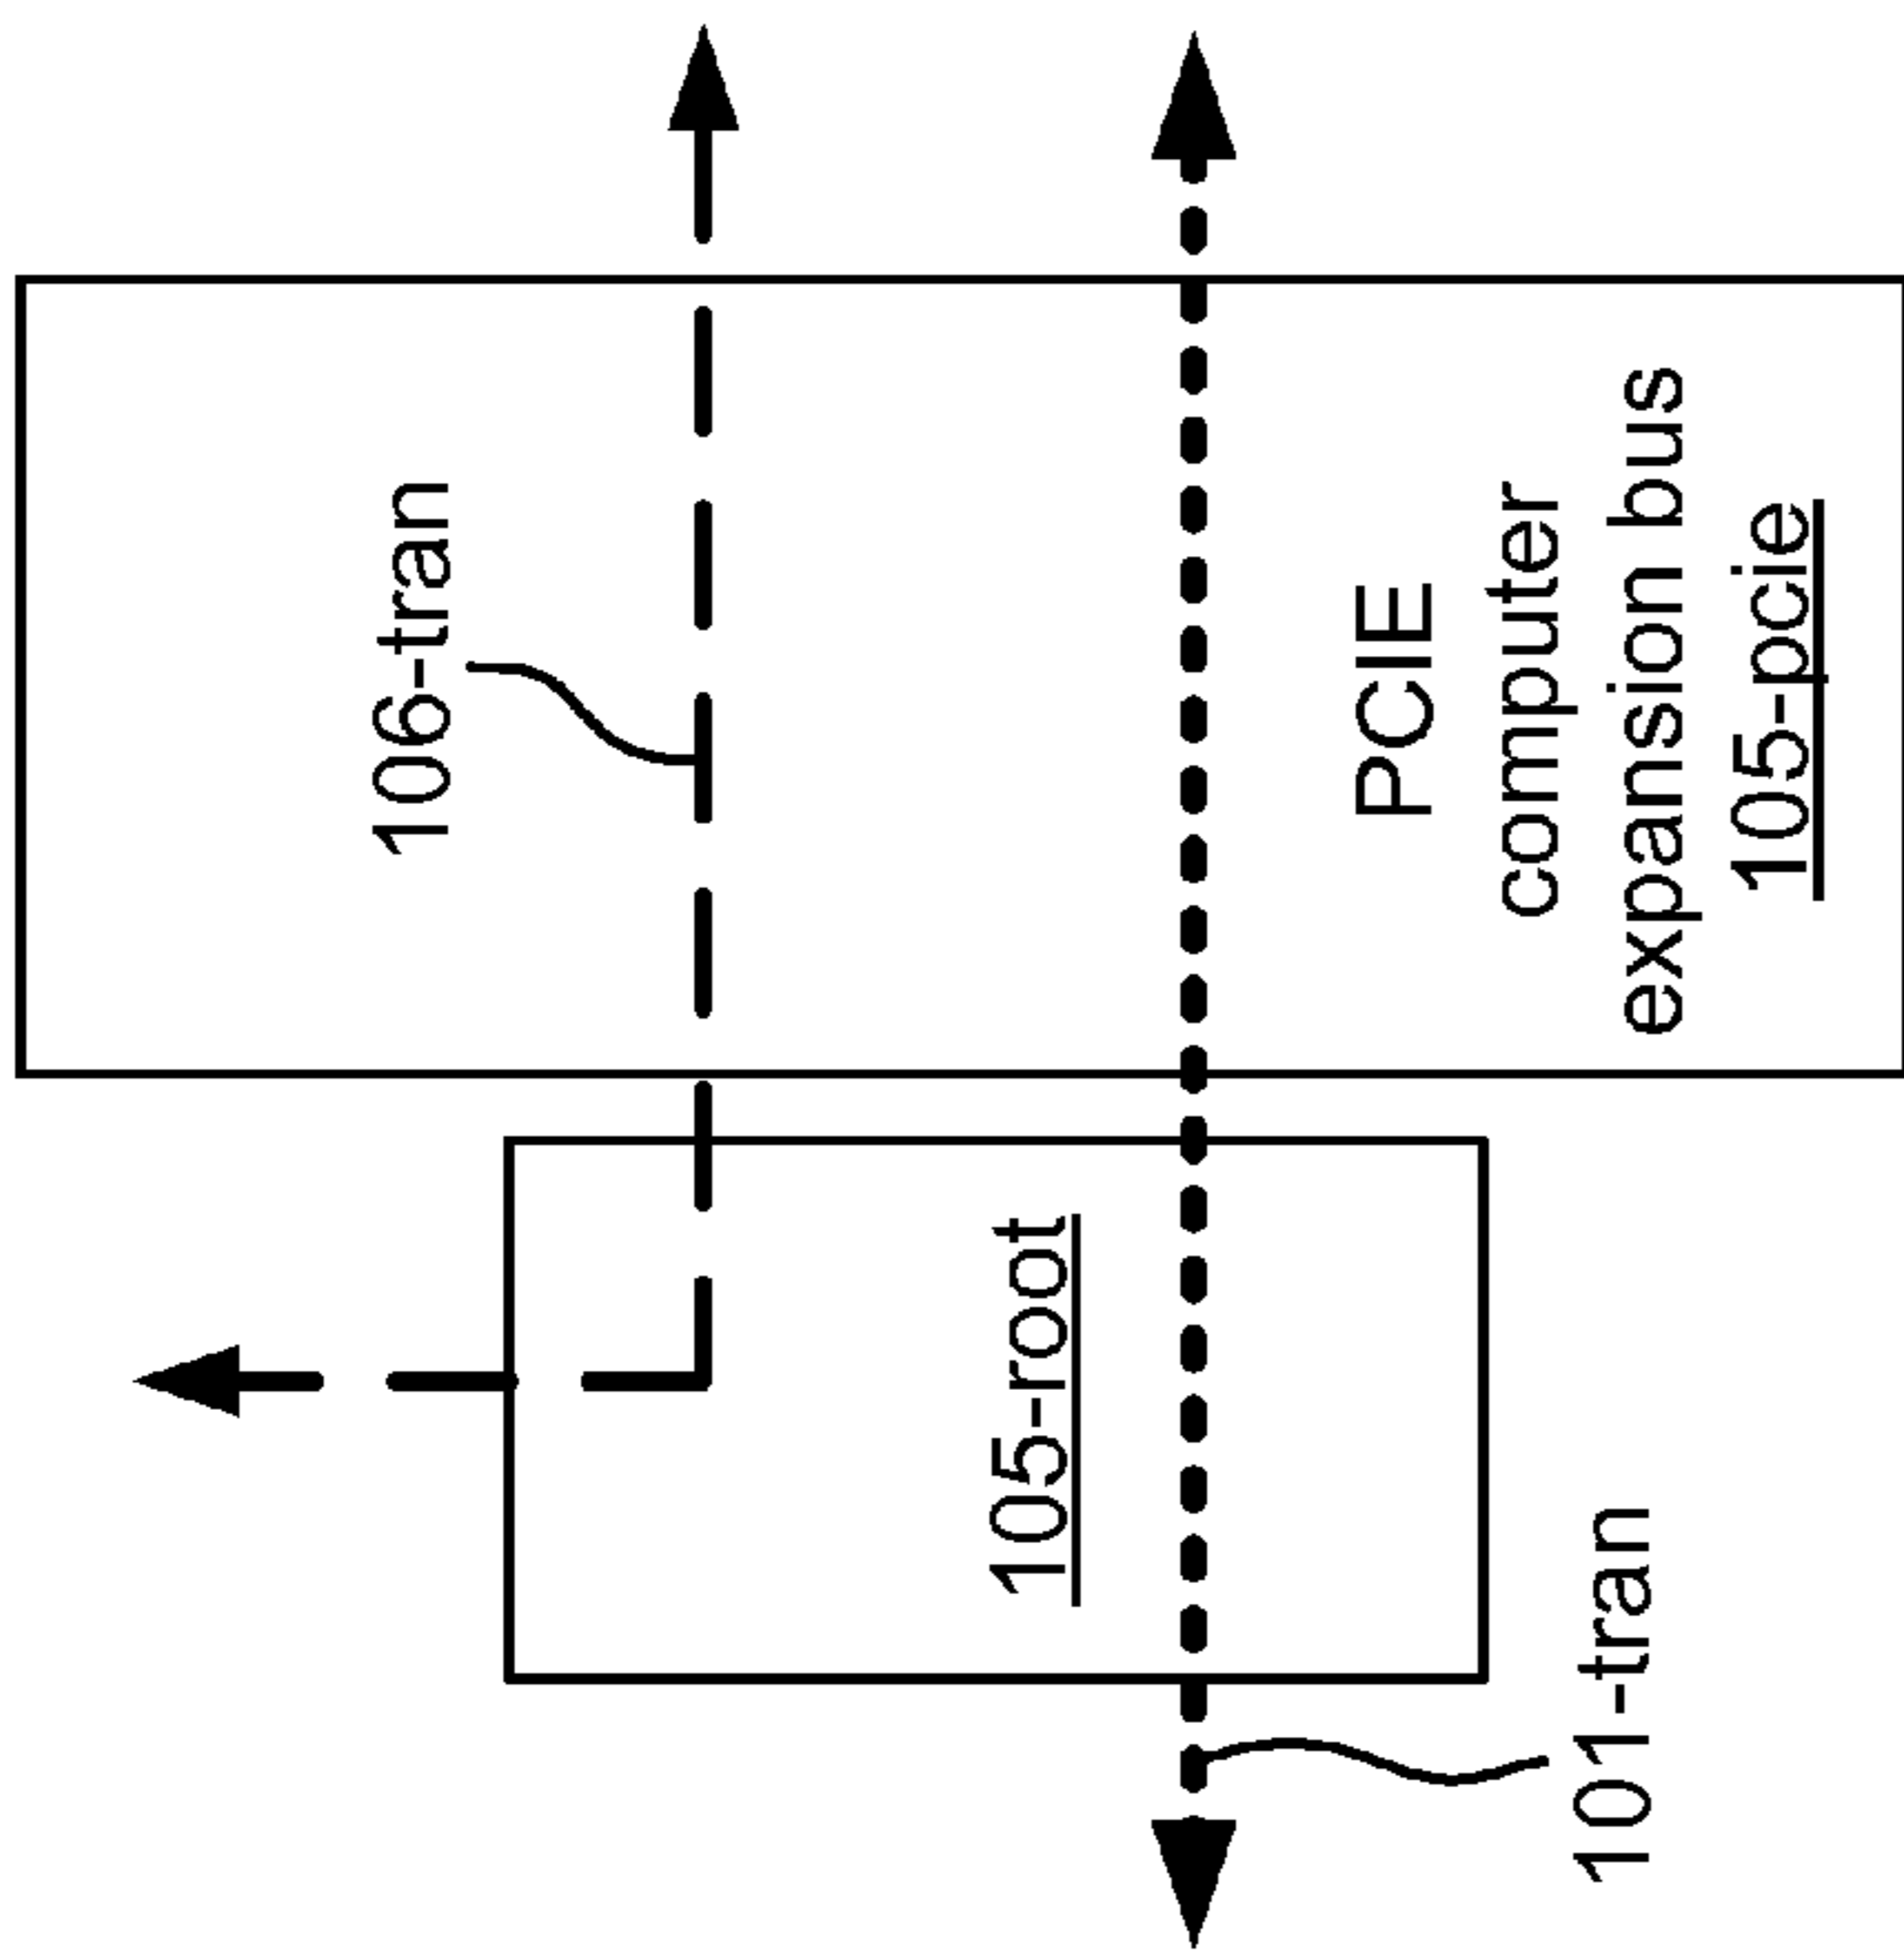 106-tran
PCIE
computer
expansion bus
105-pcie
105-root
101-tran